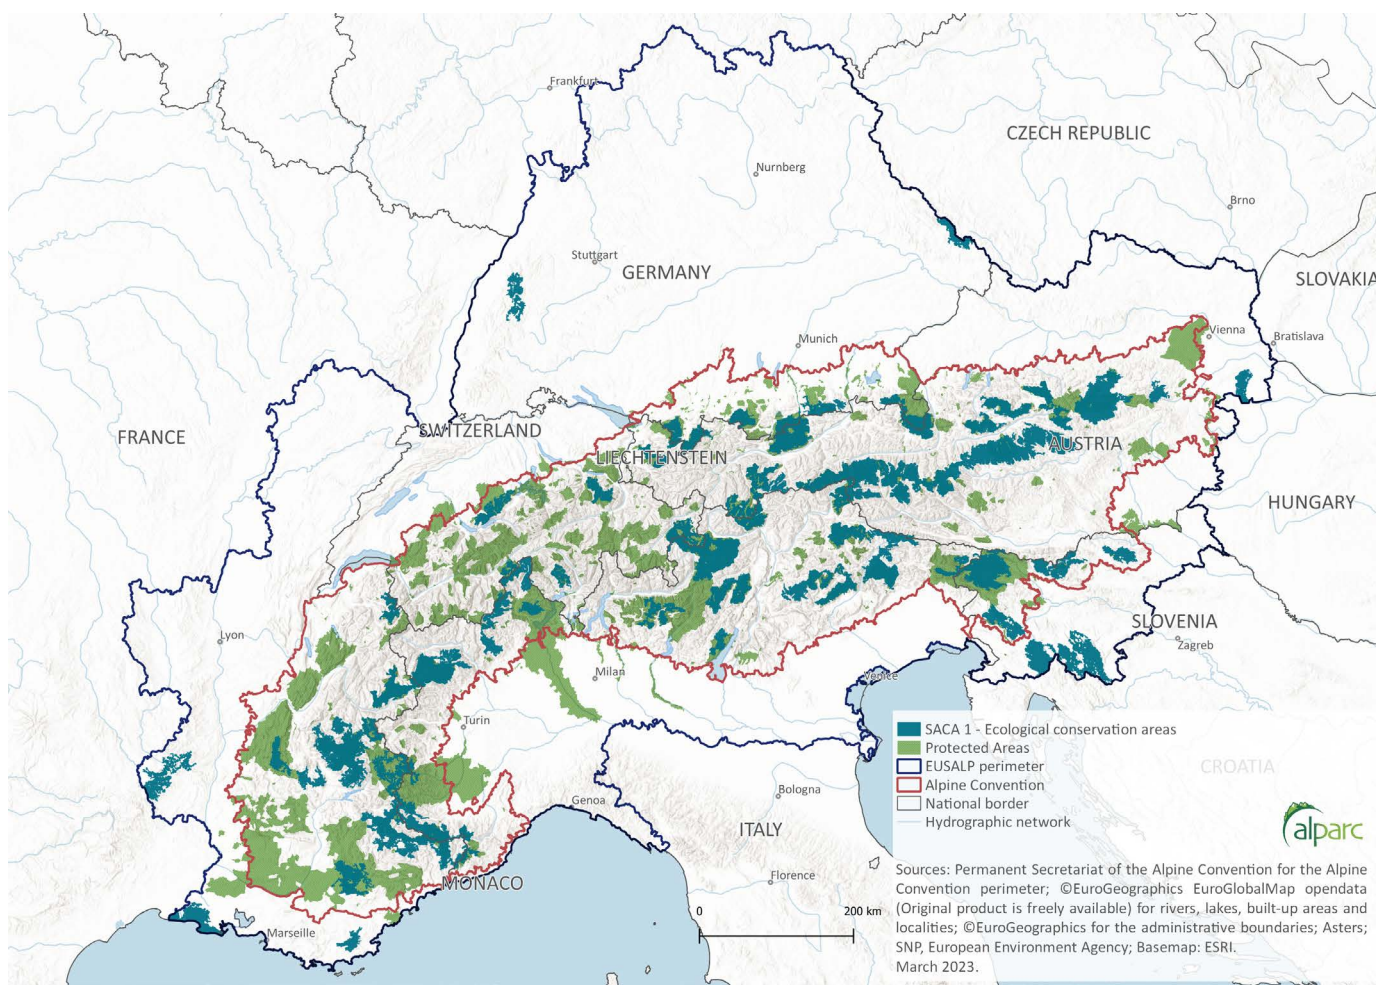 Frankfurt
CZECH REPUBLIC
Nurnberg
Brno
Stuttgart
GERMANY
SLOVAKIA
Munich
Vienna
Bratislava
FRANCE
SWITZERLAND
LIECHTENSTEIN
AUSTRIA
HUNGARY
Lyon
SLOVENIA
Zagreb
Milan
Venice
Turin
SACA 1 - Ecological conservation areas
Protected Areas
EUSALP perimeter
Alpine Convention
National border
Hydrographic network
CROATIA
Genoa
Bologna
ITALY
alparc
MONACO
Florence
Marseille
0 200 km
Sources: Permanent Secretariat of the Alpine Convention for the Alpine
Convention perimeter; ©EuroGeographics EuroGlobalMap opendata
(Original product is freely available) for rivers, lakes, built-up areas and
localities; ©EuroGeographics for the administrative boundaries; Asters;
SNP, European Environment Agency; Basemap: ESRI.
March 2023.